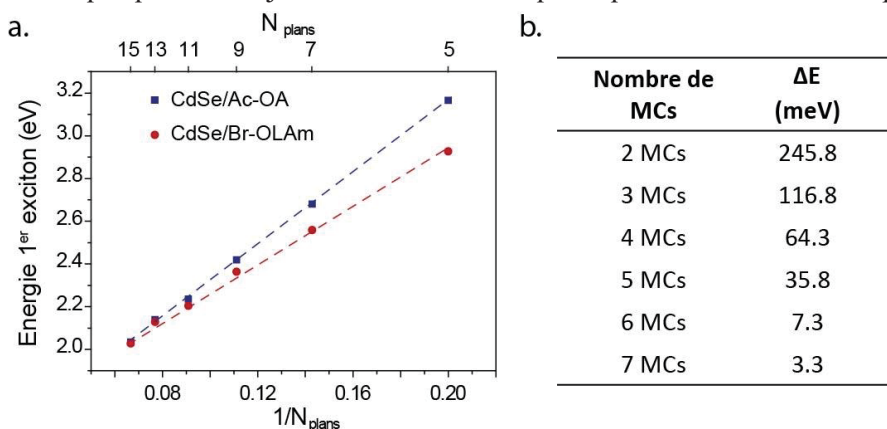 a.
N plans
15 13 11 9 7 5
CdSe/Ac-OA
CdSe/Br-OLAm
Energie 1er exciton (eV)
3.2
3.0
2.8
2.6
2.4
2.2
2.0
0.08 0.12 0.16 0.20
1/Nplans
b.
Nombre de MCs ΔE (meV)
2 MCs 245.8
3 MCs 116.8
4 MCs 64.3
5 MCs 35.8
6 MCs 7.3
7 MCs 3.3